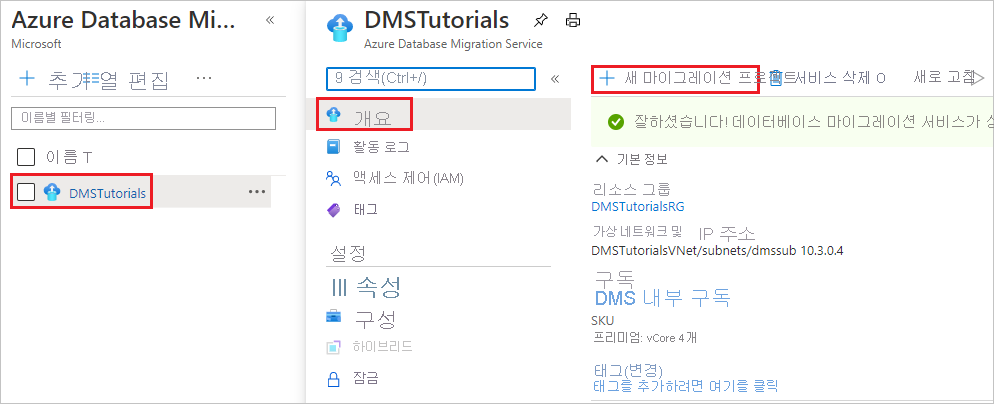 Azure Database Mi...
Microsoft
추가 열 편집 ...
이름별 필터링...
이름 T
DMSTutorials ...
DMSTutorials
Azure Database Migration Service
9 검색(Ctrl+/)
개요
활동 로그
액세스 제어(IAM)
태그
설정
속성
구성
하이브리드
잠금
새 마이그레이션 프로젝트 서비스 삭제 O 새로 고침
잘하셨습니다! 데이터베이스 마이그레이션 서비스가
기본 정보
리소스 그룹
DMSTutorialsRG
가상 네트워크 및 IP 주소
DMSTutorialsVNet/subnets/dmssub 10.3.0.4
구독
DMS 내부 구독
SKU
프리미엄: vCore 4개
태그(변경)
태그를 추가하려면 여기를 클릭